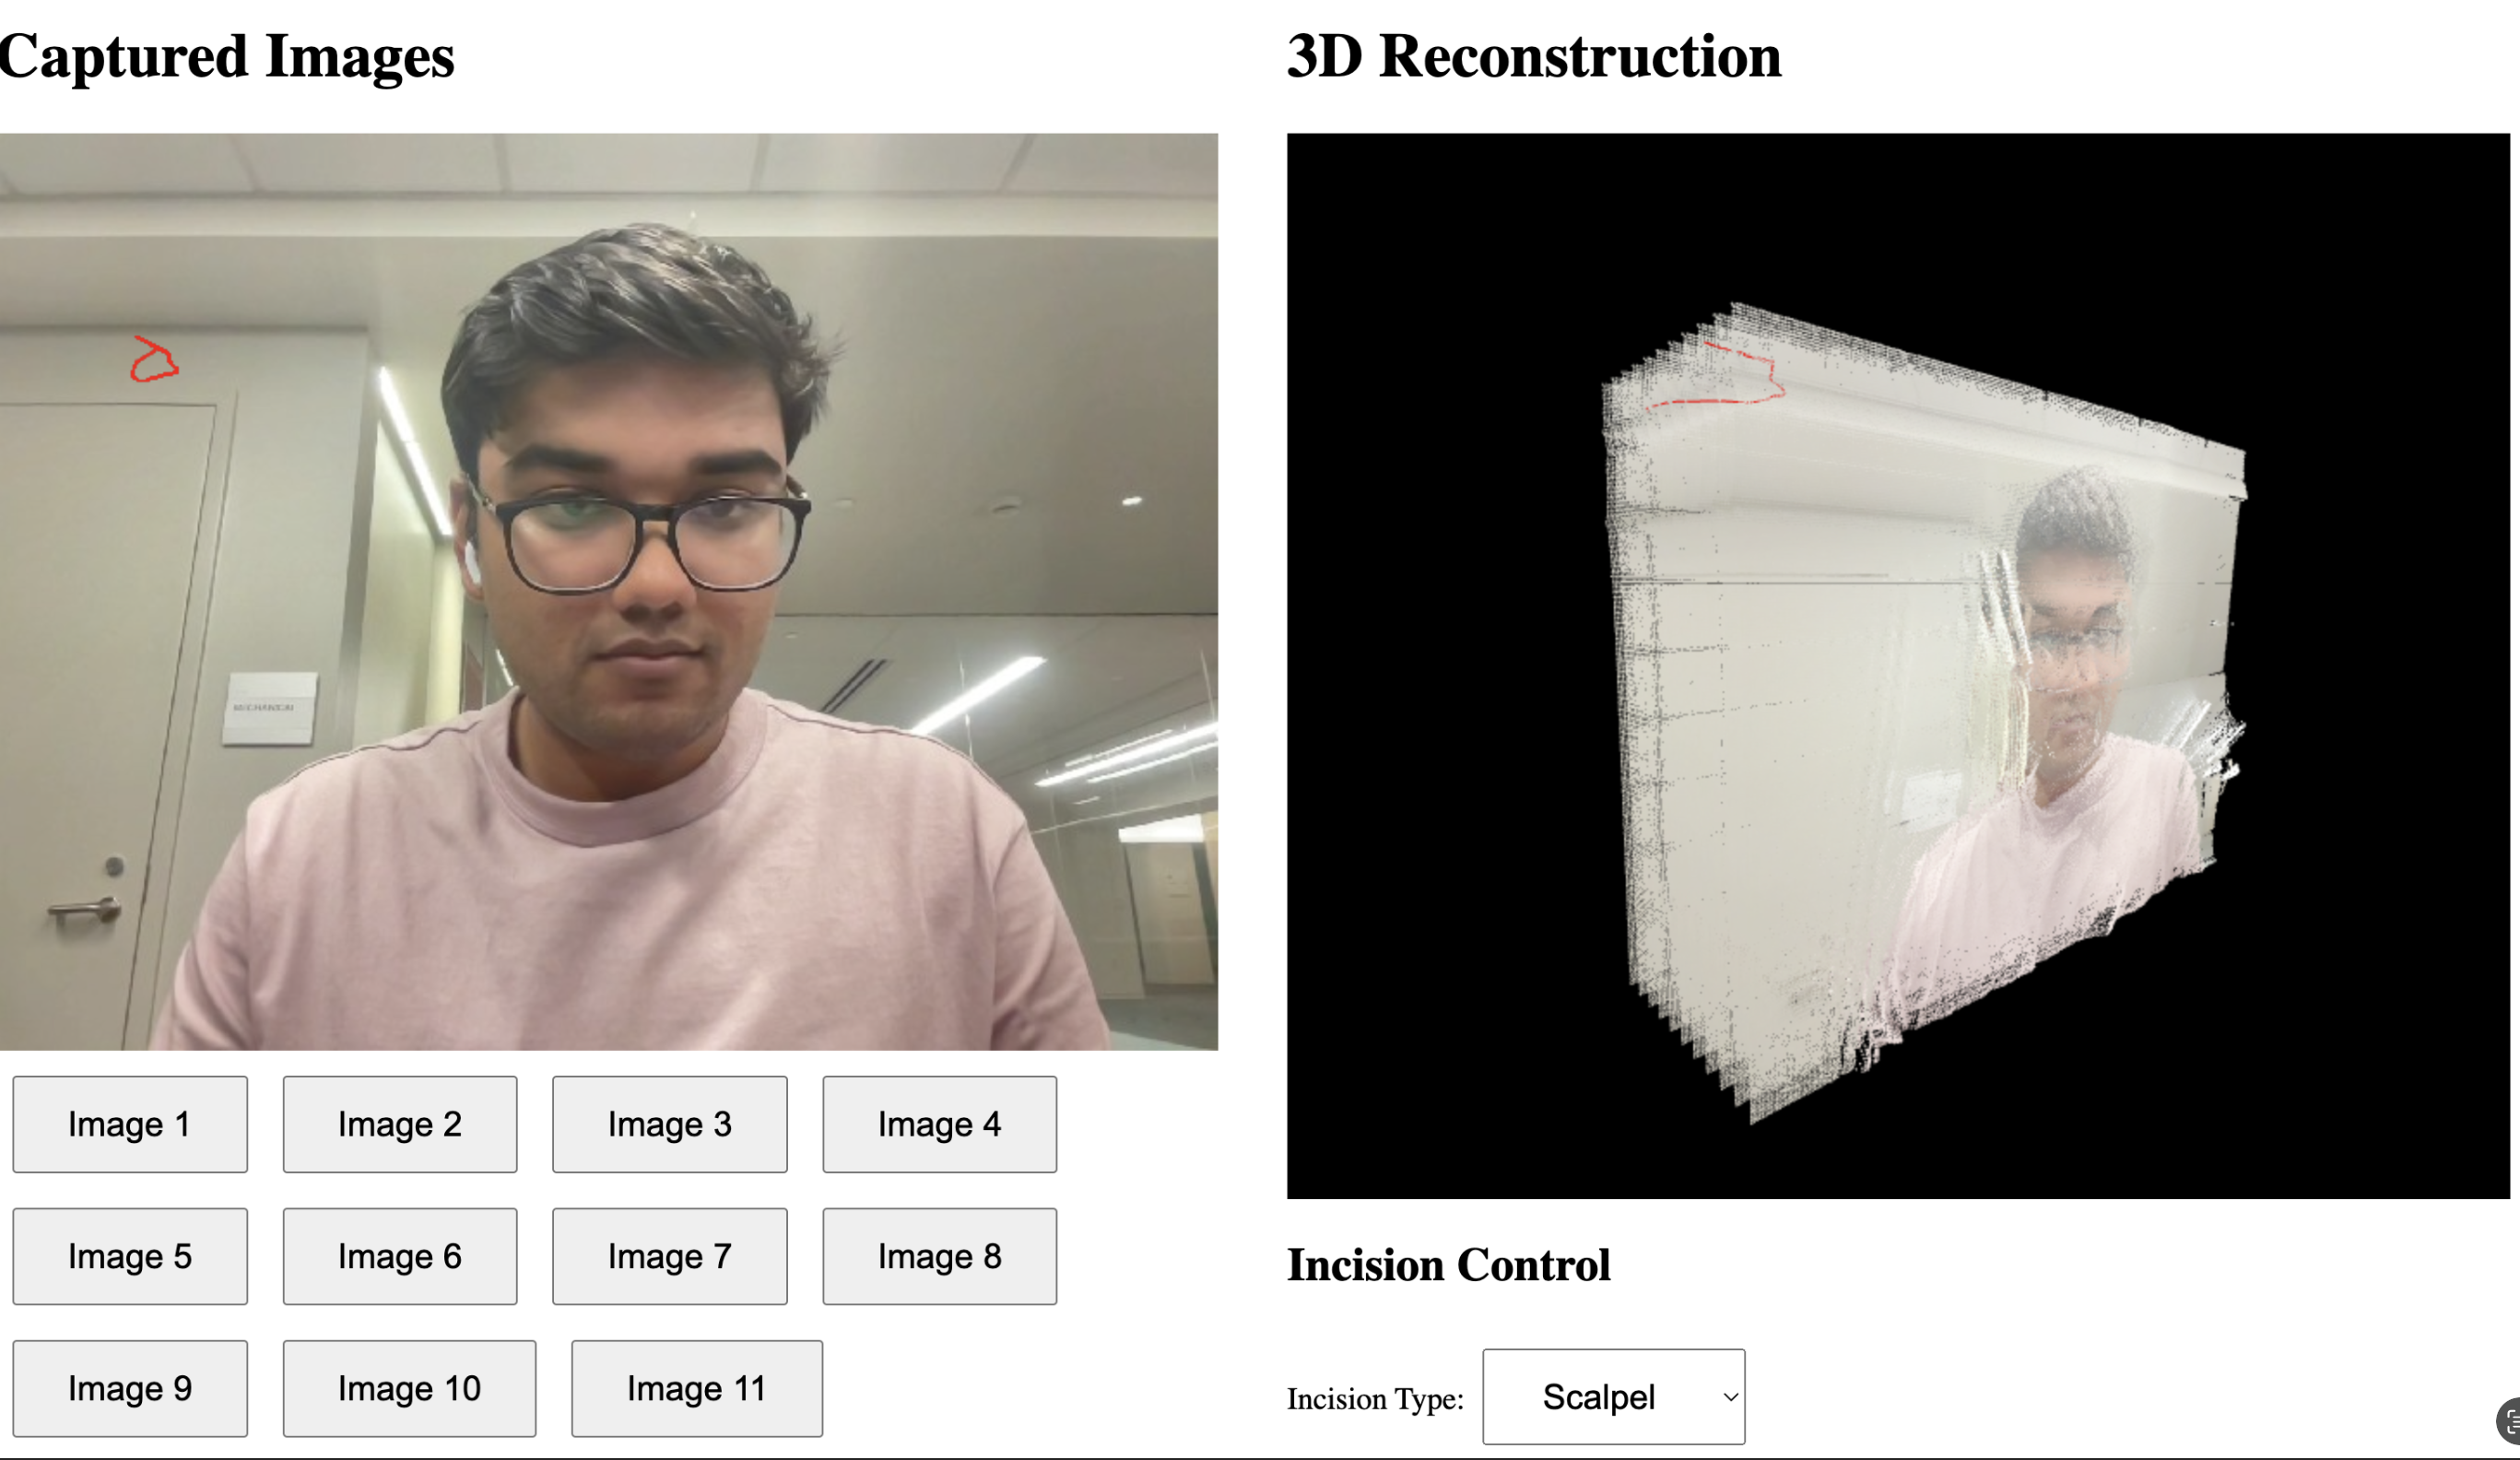 Captured Images
3D Reconstruction
MECHANICAL
Image 1
Image 2
Image 3
Image 4
Image 5
Image 6
Image 7
Image 8
Image 9
Image 10
Image 11
Incision Control
Incision Type:
Scalpel